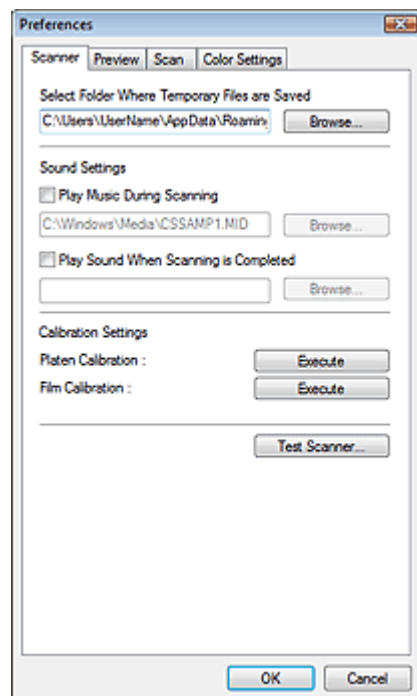 Preferences
Scanner Preview Scan Color Settings
Select Folder Where Temporary Files are Saved
C:\Users\UserName\AppData\Roaming Browse...
Sound Settings
Play Music During Scanning
C:\Windows\Media\CSSAMP1.MID Browse...
Play Sound When Scanning is Completed
Browse...
Calibration Settings
Platen Calibration : Execute
Film Calibration : Execute
Test Scanner...
OK Cancel